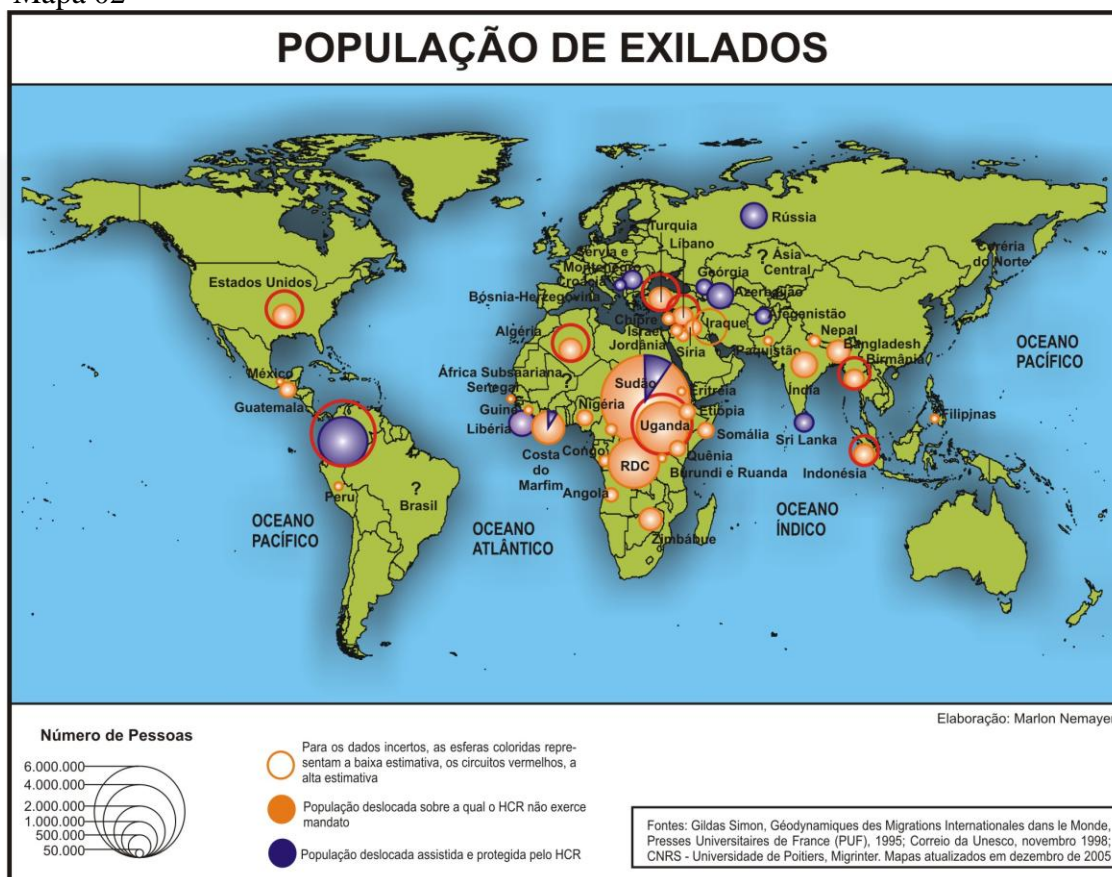 Mapa 02
POPULAÇÃO DE EXILADOS
Rússia
Turquia
Líbano
?
Ásia
Central
Coréria
do Norte
Sérvia e
Montenegro
Croácia
Geórgia
Azerbaijão
Bósnia-Herzegovina
Estados Unidos
Afeganistão
Chipre
Israel
Jordânia
Iraque
Síria
Nepal
Paquistão
Bangladesh
Birmânia
OCEANO
PACÍFICO
Algéria
México
Guatemala
África Subsaariana
?
Senegal
Guiné
Libéria
Nigéria
Sudão
Eritréia
Etiópia
Índia
Filipinas
Uganda
Somália
Sri Lanka
Costa
do
Marfim
Congo
RDC
Quênia
Burundi e Ruanda
Indonésia
Peru
?
Brasil
Angola
OCEANO
PACÍFICO
OCEANO
ATLÂNTICO
OCEANO
ÍNDICO
Zimbábue
Elaboração: Marlon Nemayer
Número de Pessoas
6.000.000
4.000.000
2.000.000
1.000.000
500.000
50.000
Para os dados incertos, as esferas coloridas repre-
sentam a baixa estimativa, os circuitos vermelhos, a
alta estimativa
População deslocada sobre a qual o HCR não exerce
mandato
População deslocada assistida e protegida pelo HCR
Fontes: Gildas Simon, Géodynamiques des Migrations Internationales dans le Monde,
Presses Universitaires de France (PUF), 1995; Correio da Unesco, novembro 1998;
CNRS - Universidade de Poitiers, Migrinter. Mapas atualizados em dezembro de 2005